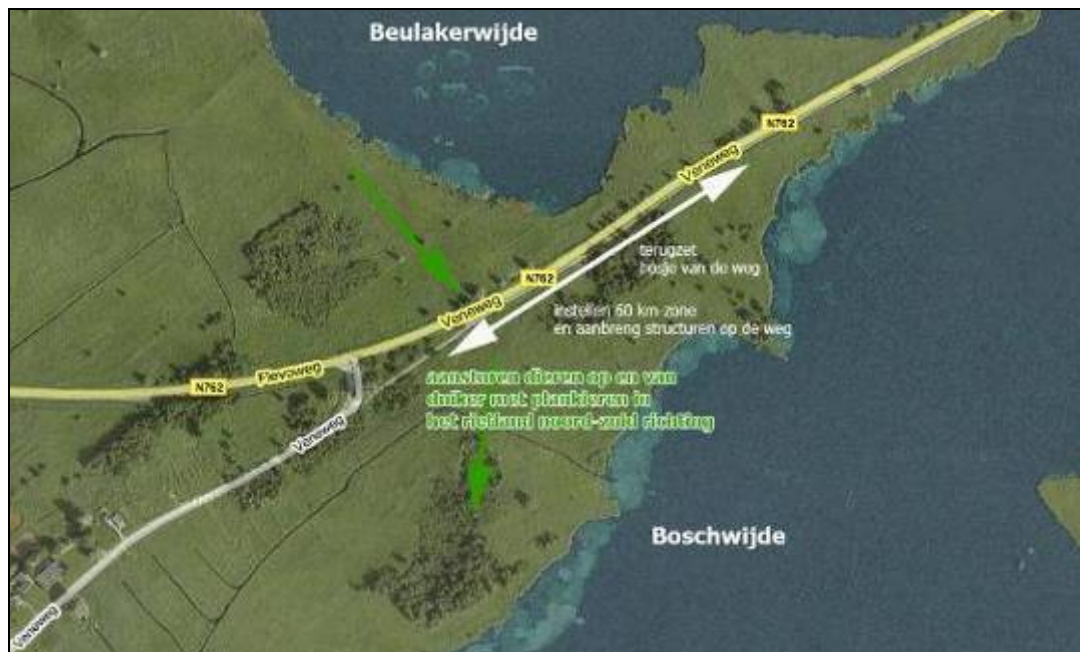 Beulakerwijde
N762
Veneweg
terugzet
bosje van de weg
N762
Veneweg
instellen 60 km-zone
en aanbreng structuren op de weg
Flevoweg
N762
aansturen dieren op en van
duiker met plankieren in
het rietland noord-zuid richting
Veneweg
Boschwijde
Veneweg